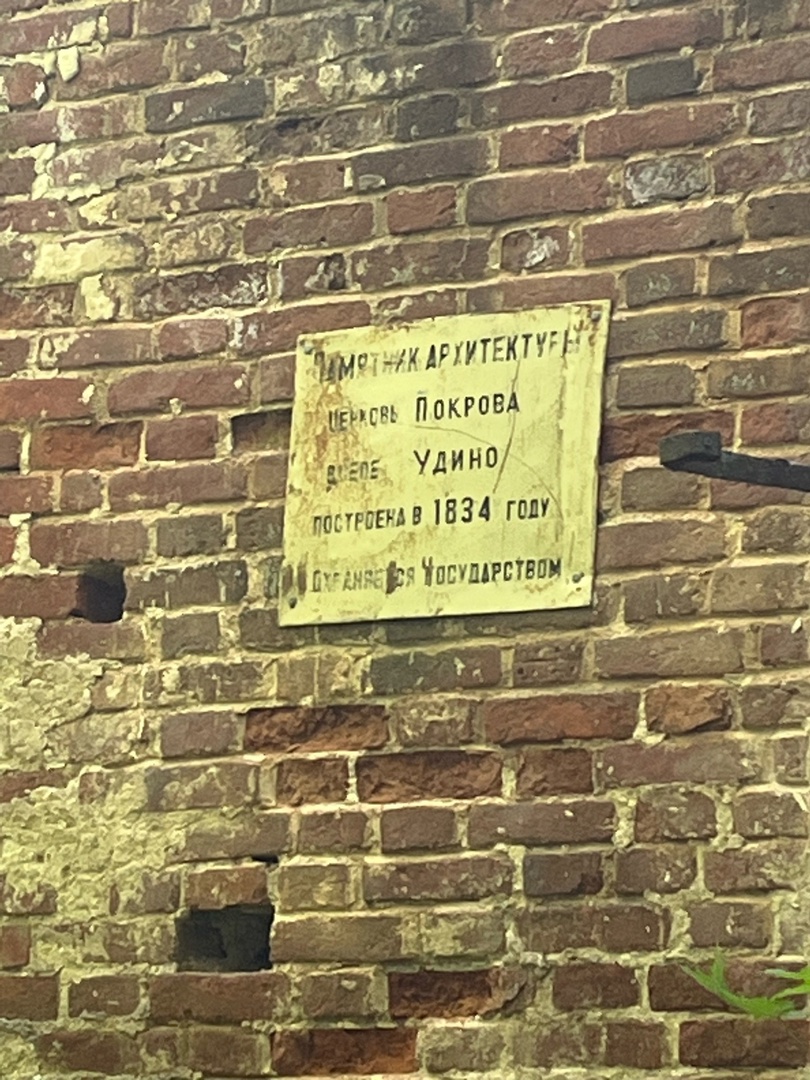 Памятник архитектуры
церковь Покрова
в селе Удино
построена в 1834 году
охраняется государством